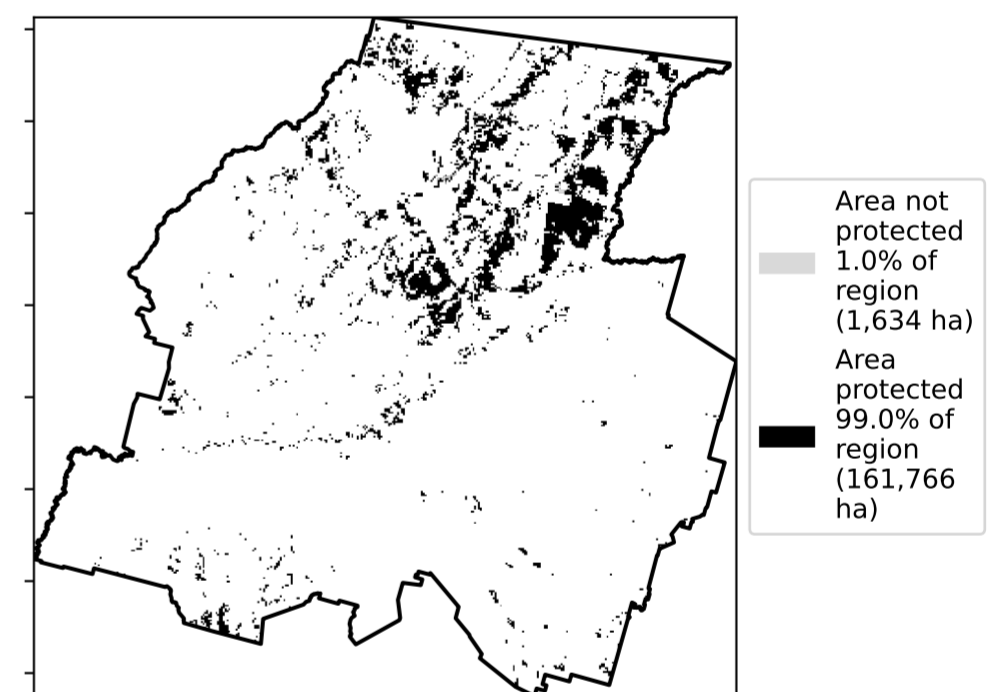 Area not
protected
1.0% of
region
(1,634 ha)
Area
protected
99.0% of
region
(161,766
ha)